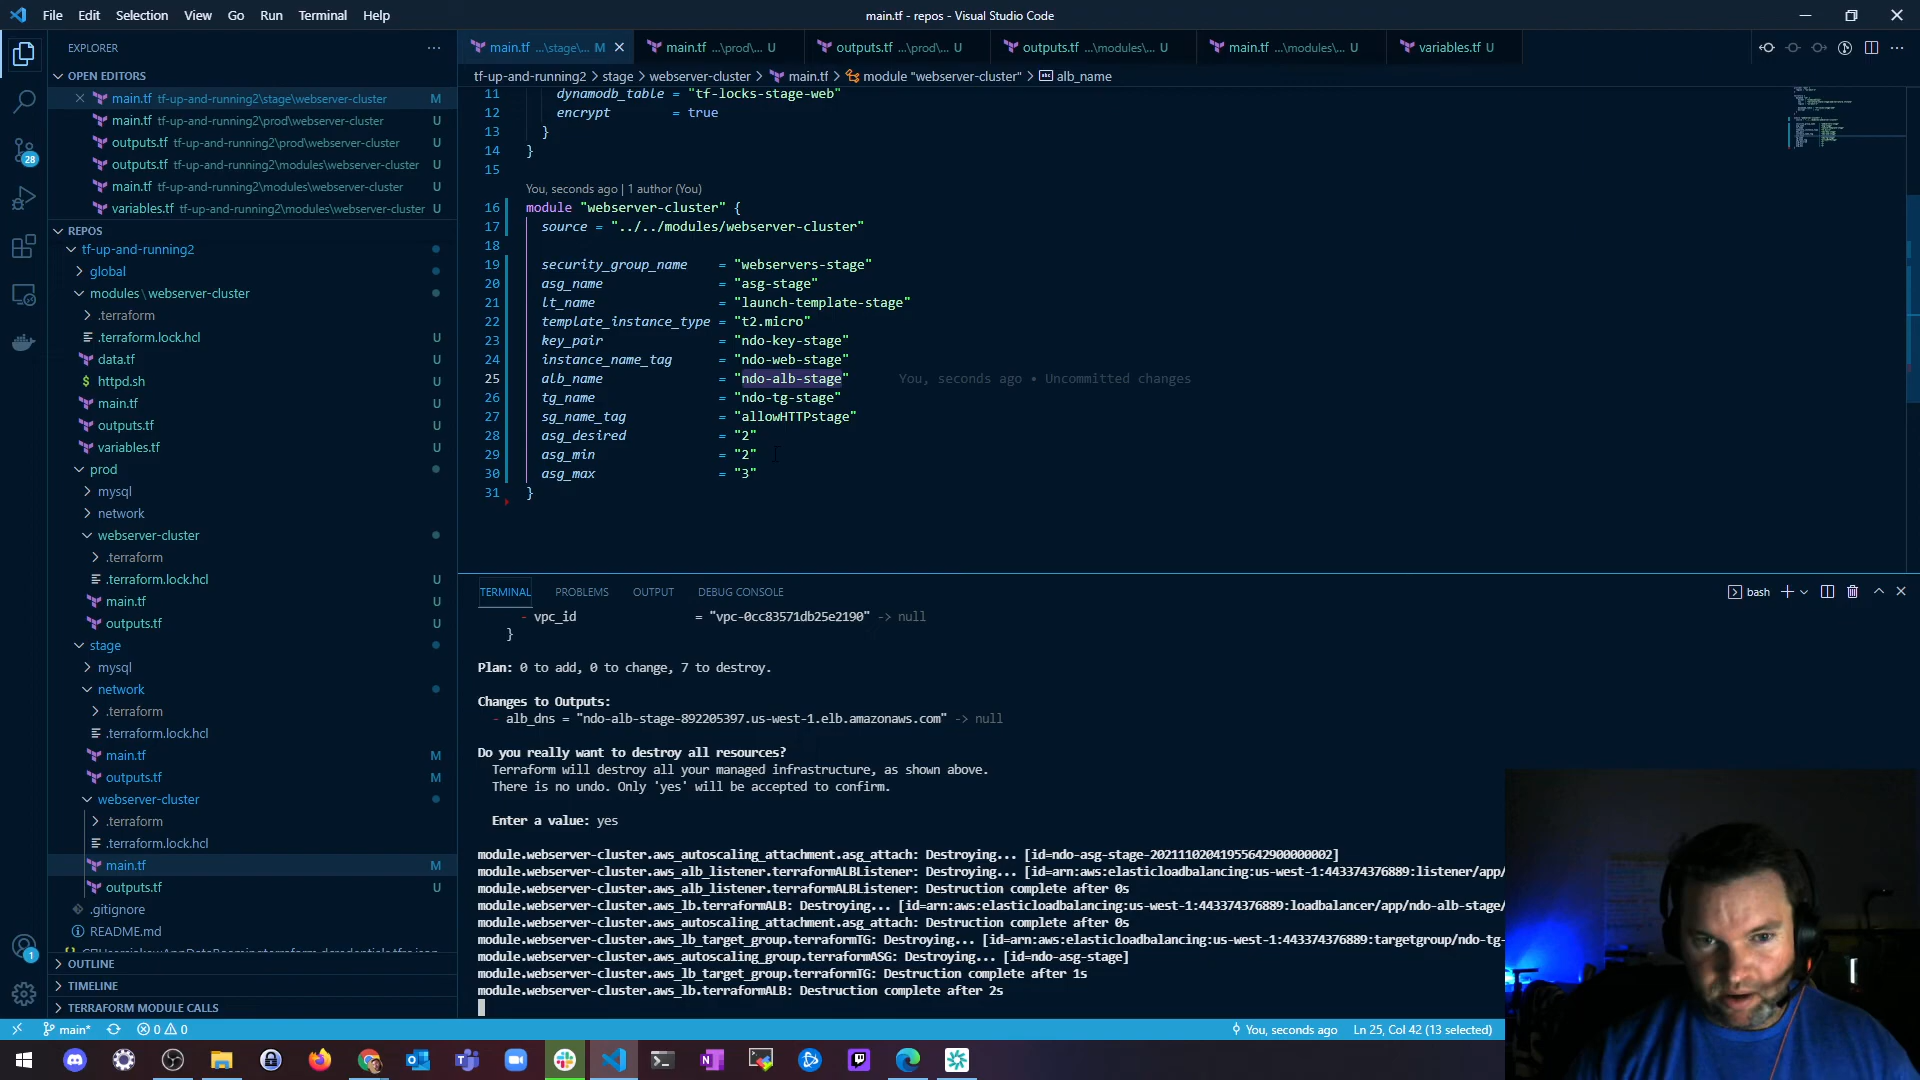 File Edit Selection View Go Run Terminal Help
main.tf - repos - Visual Studio Code
EXPLORER
main.tf ...\stage\... M
main.tf ...\prod\... U
outputs.tf ...\prod\... U
outputs.tf ...\modules\... U
main.tf ...\modules\... U
variables.tf U
tf-up-and-running2 > stage > webserver-cluster > main.tf > module "webserver-cluster" > alb_name
OPEN EDITORS
main.tf tf-up-and-running2\stage\webserver-cluster M
main.tf tf-up-and-running2\prod\webserver-cluster U
outputs.tf tf-up-and-running2\prod\webserver-cluster U
outputs.tf tf-up-and-running2\modules\webserver-cluster U
main.tf tf-up-and-running2\modules\webserver-cluster U
variables.tf tf-up-and-running2\modules\webserver-cluster U
REPOS
tf-up-and-running2
global
modules\webserver-cluster
.terraform
.terraform.lock.hcl U
data.tf U
$ httpd.sh U
main.tf U
outputs.tf U
variables.tf U
prod
mysql
network
webserver-cluster
.terraform
.terraform.lock.hcl U
main.tf U
outputs.tf U
stage
mysql
network
.terraform
.terraform.lock.hcl
main.tf M
outputs.tf M
webserver-cluster
.terraform
.terraform.lock.hcl
main.tf M
outputs.tf U
.gitignore
README.md
OUTLINE
TIMELINE
TERRAFORM MODULE CALLS
28
1
11 dynamodb_table = "tf-locks-stage-web"
12 encrypt = true
13 }
14 }
15
You, seconds ago | 1 author (You)
16 module "webserver-cluster" {
17 source = "../../modules/webserver-cluster"
18
19 security_group_name = "webservers-stage"
20 asg_name = "asg-stage"
21 lt_name = "launch-template-stage"
22 template_instance_type = "t2.micro"
23 key_pair = "ndo-key-stage"
24 instance_name_tag = "ndo-web-stage"
25 alb_name = "ndo-alb-stage" You, seconds ago • Uncommitted changes
26 tg_name = "ndo-tg-stage"
27 sg_name_tag = "allowHTTPstage"
28 asg_desired = "2"
29 asg_min = "2"
30 asg_max = "3"
31 }
TERMINAL PROBLEMS OUTPUT DEBUG CONSOLE
bash
- vpc_id = "vpc-0cc83571db25e2190" -> null
}
Plan: 0 to add, 0 to change, 7 to destroy.
Changes to Outputs:
- alb_dns = "ndo-alb-stage-892205397.us-west-1.elb.amazonaws.com" -> null
Do you really want to destroy all resources?
Terraform will destroy all your managed infrastructure, as shown above.
There is no undo. Only 'yes' will be accepted to confirm.
Enter a value: yes
module.webserver-cluster.aws_autoscaling_attachment.asg_attach: Destroying... [id=ndo-asg-stage-20211102041955642900000002]
module.webserver-cluster.aws_alb_listener.terraformALBListener: Destroying... [id=arn:aws:elasticloadbalancing:us-west-1:443374376889:listener/app/
module.webserver-cluster.aws_alb_listener.terraformALBListener: Destruction complete after 0s
module.webserver-cluster.aws_lb.terraformALB: Destroying... [id=arn:aws:elasticloadbalancing:us-west-1:443374376889:loadbalancer/app/ndo-alb-stage/
module.webserver-cluster.aws_autoscaling_attachment.asg_attach: Destruction complete after 0s
module.webserver-cluster.aws_lb_target_group.terraformTG: Destroying... [id=arn:aws:elasticloadbalancing:us-west-1:443374376889:targetgroup/ndo-tg-
module.webserver-cluster.aws_autoscaling_group.terraformASG: Destroying... [id=ndo-asg-stage]
module.webserver-cluster.aws_lb_target_group.terraformTG: Destruction complete after 1s
module.webserver-cluster.aws_lb.terraformALB: Destruction complete after 2s
main* 0 0
You, seconds ago Ln 25, Col 42 (13 selected)